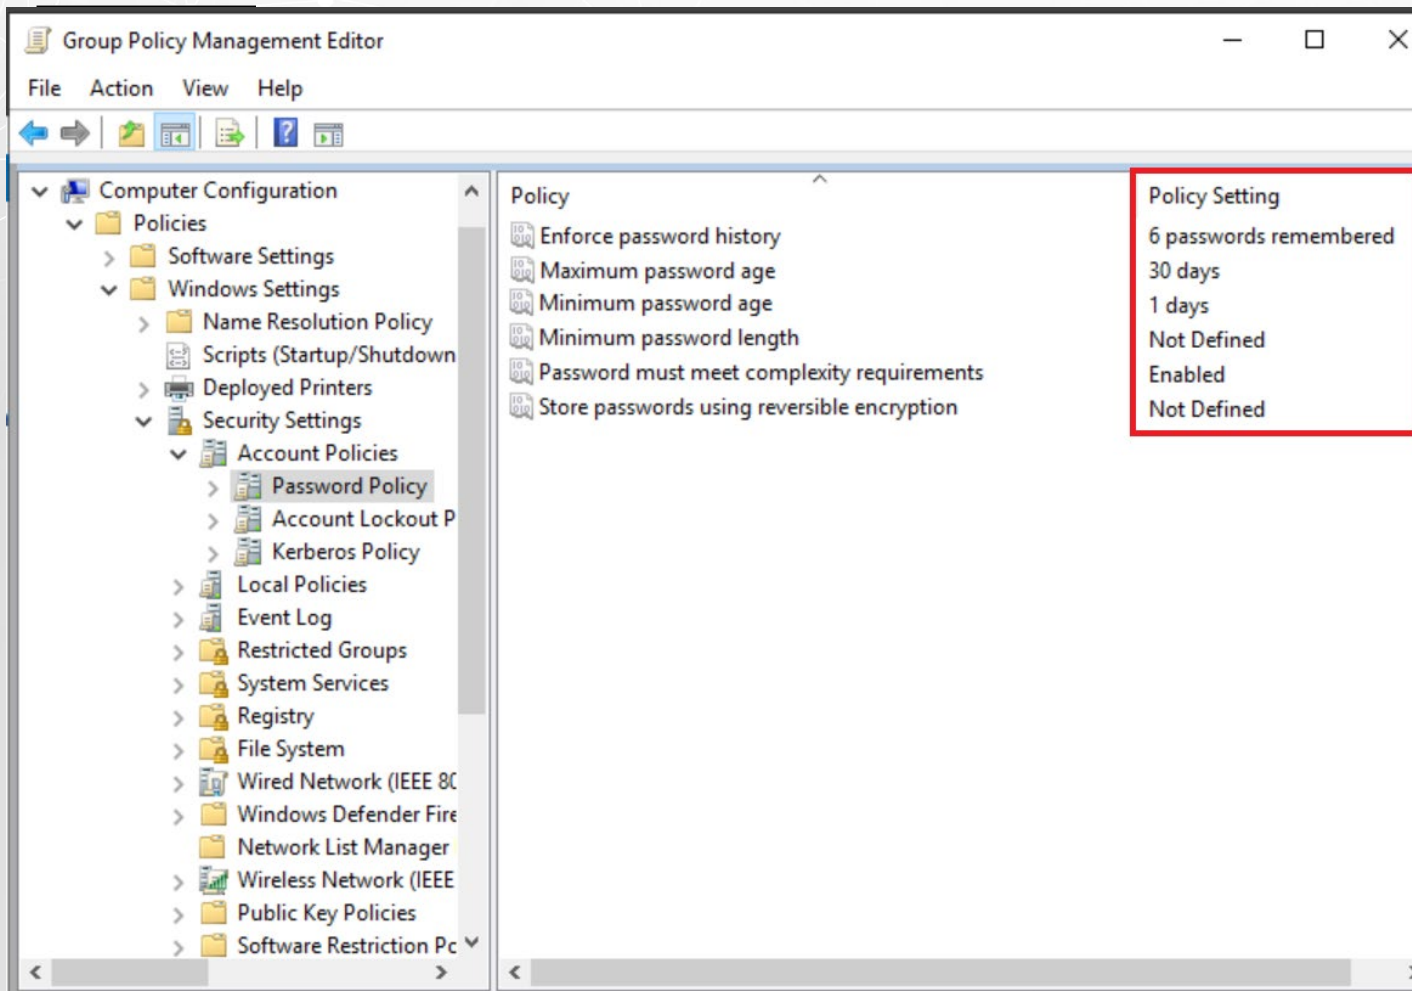 Group Policy Management Editor
File Action View Help
Computer Configuration
Policies
Software Settings
Windows Settings
Name Resolution Policy
Scripts (Startup/Shutdown
Deployed Printers
Security Settings
Account Policies
Password Policy
Account Lockout P
Kerberos Policy
Local Policies
Event Log
Restricted Groups
System Services
Registry
File System
Wired Network (IEEE 80
Windows Defender Fire
Network List Manager
Wireless Network (IEEE
Public Key Policies
Software Restriction Pc
Policy Policy Setting
Enforce password history 6 passwords remembered
Maximum password age 30 days
Minimum password age 1 days
Minimum password length Not Defined
Password must meet complexity requirements Enabled
Store passwords using reversible encryption Not Defined